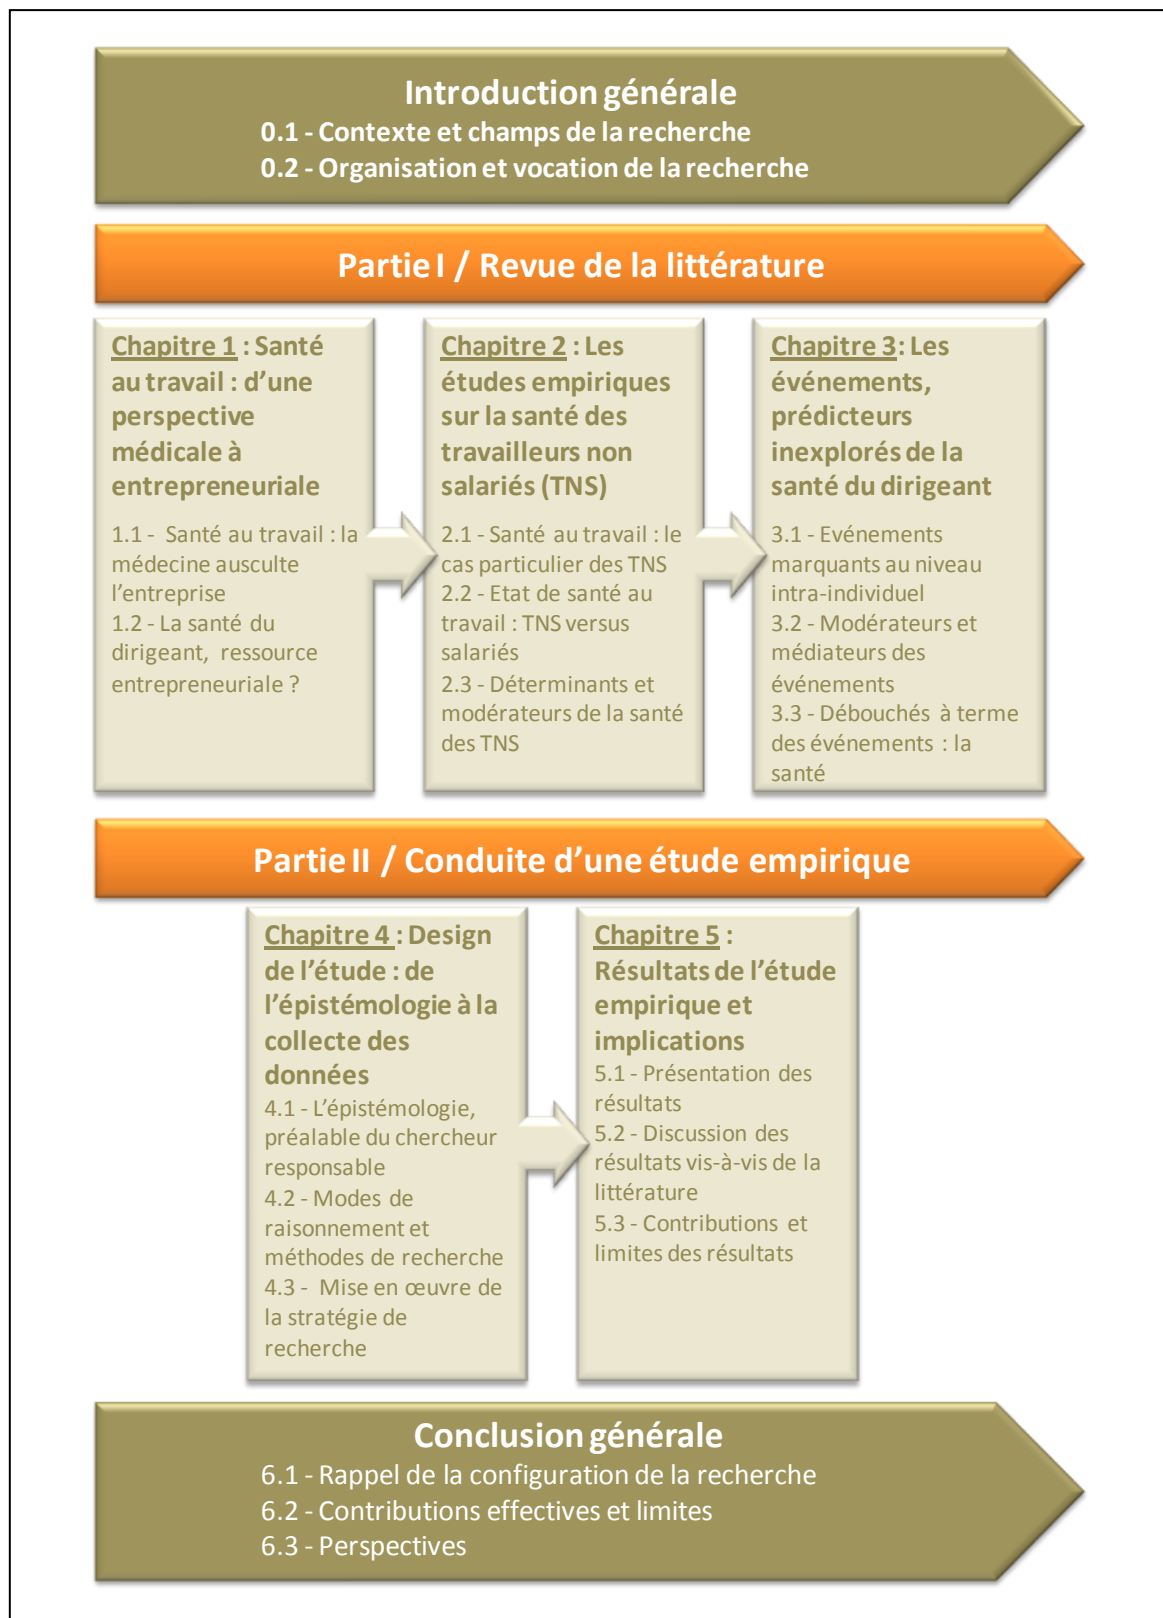 Introduction générale
0.1 - Contexte et champs de la recherche
0.2 - Organisation et vocation de la recherche
Partie I / Revue de la littérature
Chapitre 1 : Santé
au travail : d’une
perspective
médicale à
entrepreneuriale
1.1 - Santé au travail : la
médecine ausculte
l’entreprise
1.2 - La santé du
dirigeant, ressource
entrepreneuriale ?
Chapitre 2 : Les
études empiriques
sur la santé des
travailleurs non
salariés (TNS)
2.1 - Santé au travail : le
cas particulier des TNS
2.2 - Etat de santé au
travail : TNS versus
salariés
2.3 - Déterminants et
modérateurs de la santé
des TNS
Chapitre 3: Les
événements,
prédicteurs
inexplorés de la
santé du dirigeant
3.1 - Evénements
marquants au niveau
intra-individuel
3.2 - Modérateurs et
médiateurs des
événements
3.3 - Débouchés à terme
des événements : la
santé
Partie II / Conduite d’une étude empirique
Chapitre 4 : Design
de l’étude : de
l’épistémologie à la
collecte des
données
4.1 - L’épistémologie,
préalable du chercheur
responsable
4.2 - Modes de
raisonnement et
méthodes de recherche
4.3 - Mise en œuvre de
la stratégie de
recherche
Chapitre 5 :
Résultats de l’étude
empirique et
implications
5.1 - Présentation des
résultats
5.2 - Discussion des
résultats vis-à-vis de la
littérature
5.3 - Contributions et
limites des résultats
Conclusion générale
6.1 - Rappel de la configuration de la recherche
6.2 - Contributions effectives et limites
6.3 - Perspectives